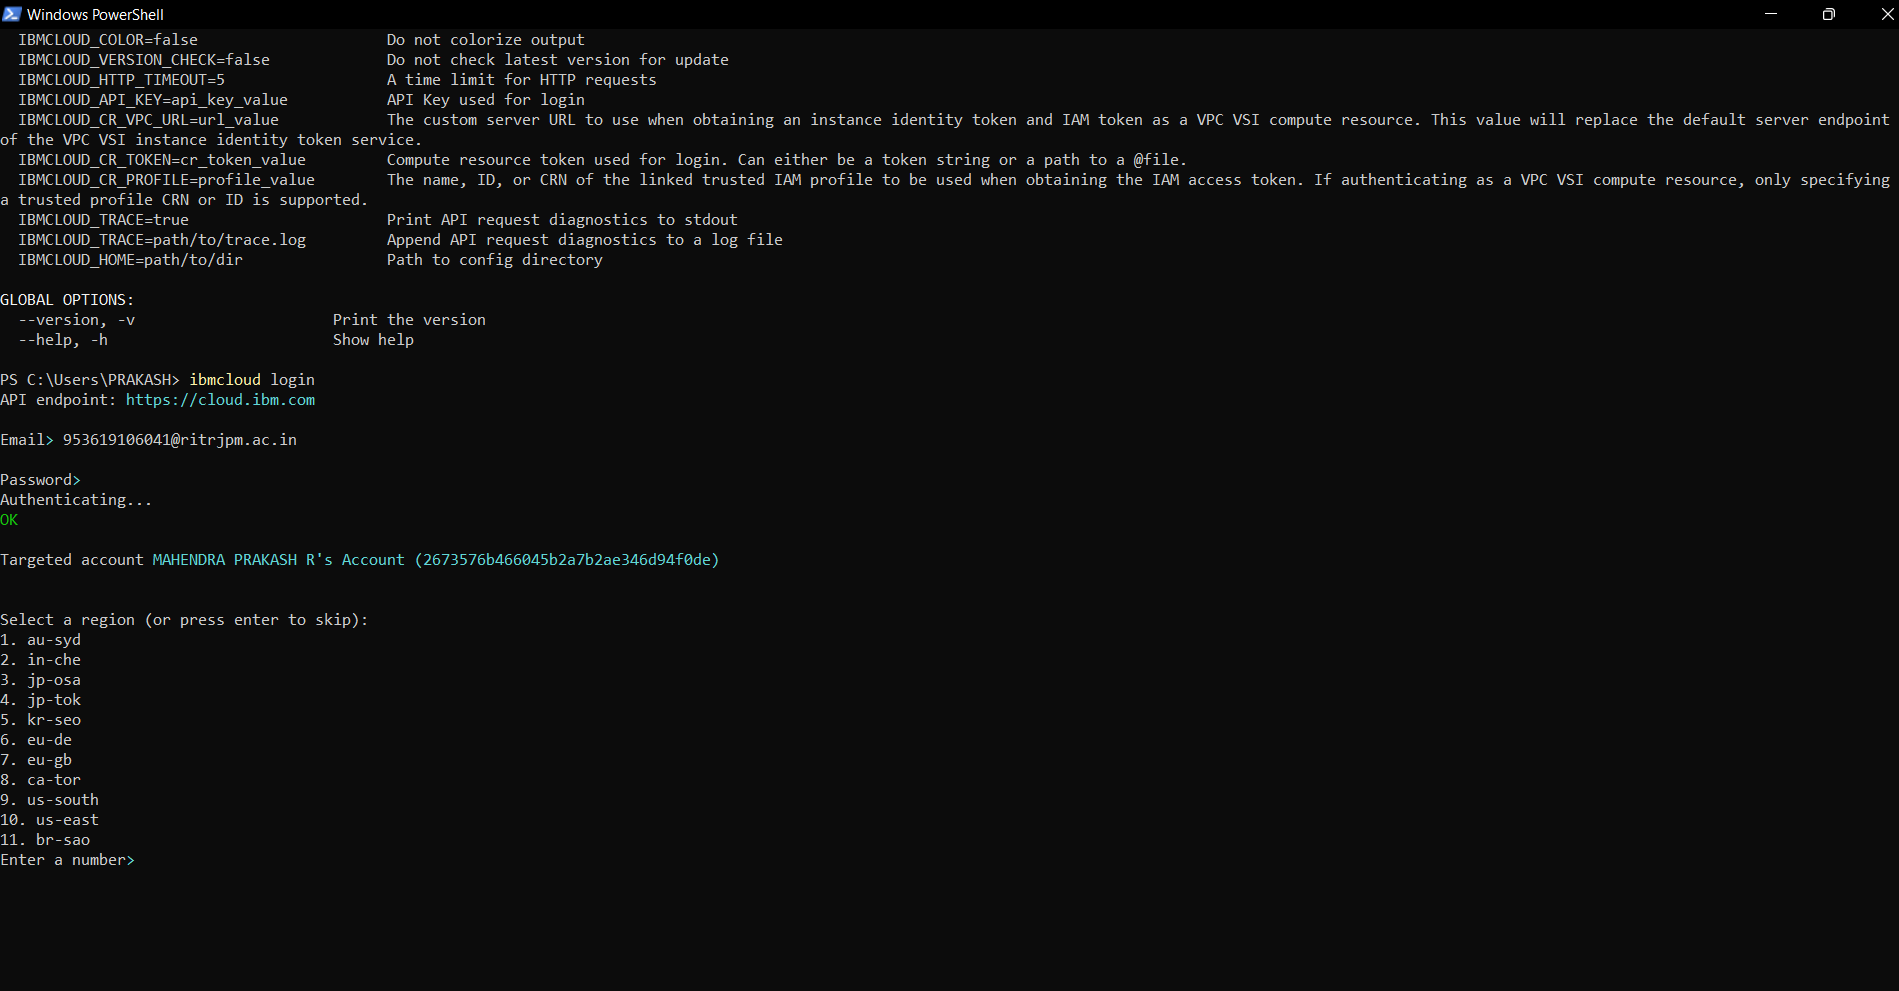 Windows PowerShell
IBMCLOUD_COLOR=false Do not colorize output
IBMCLOUD_VERSION_CHECK=false Do not check latest version for update
IBMCLOUD_HTTP_TIMEOUT=5 A time limit for HTTP requests
IBMCLOUD_API_KEY=api_key_value API Key used for login
IBMCLOUD_CR_VPC_URL=url_value The custom server URL to use when obtaining an instance identity token and IAM token as a VPC VSI compute resource. This value will replace the default server endpoint
of the VPC VSI instance identity token service.
IBMCLOUD_CR_TOKEN=cr_token_value Compute resource token used for login. Can either be a token string or a path to a @file.
IBMCLOUD_CR_PROFILE=profile_value The name, ID, or CRN of the linked trusted IAM profile to be used when obtaining the IAM access token. If authenticating as a VPC VSI compute resource, only specifying
a trusted profile CRN or ID is supported.
IBMCLOUD_TRACE=true Print API request diagnostics to stdout
IBMCLOUD_TRACE=path/to/trace.log Append API request diagnostics to a log file
IBMCLOUD_HOME=path/to/dir Path to config directory
GLOBAL OPTIONS:
--version, -v Print the version
--help, -h Show help
PS C:\Users\PRAKASH> ibmcloud login
API endpoint: https://cloud.ibm.com
Email> 953619106041@ritrjpm.ac.in
Password>
Authenticating...
OK
Targeted account MAHENDRA PRAKASH R's Account (2673576b466045b2a7b2ae346d94f0de)
Select a region (or press enter to skip):
1. au-syd
2. in-che
3. jp-osa
4. jp-tok
5. kr-seo
6. eu-de
7. eu-gb
8. ca-tor
9. us-south
10. us-east
11. br-sao
Enter a number>